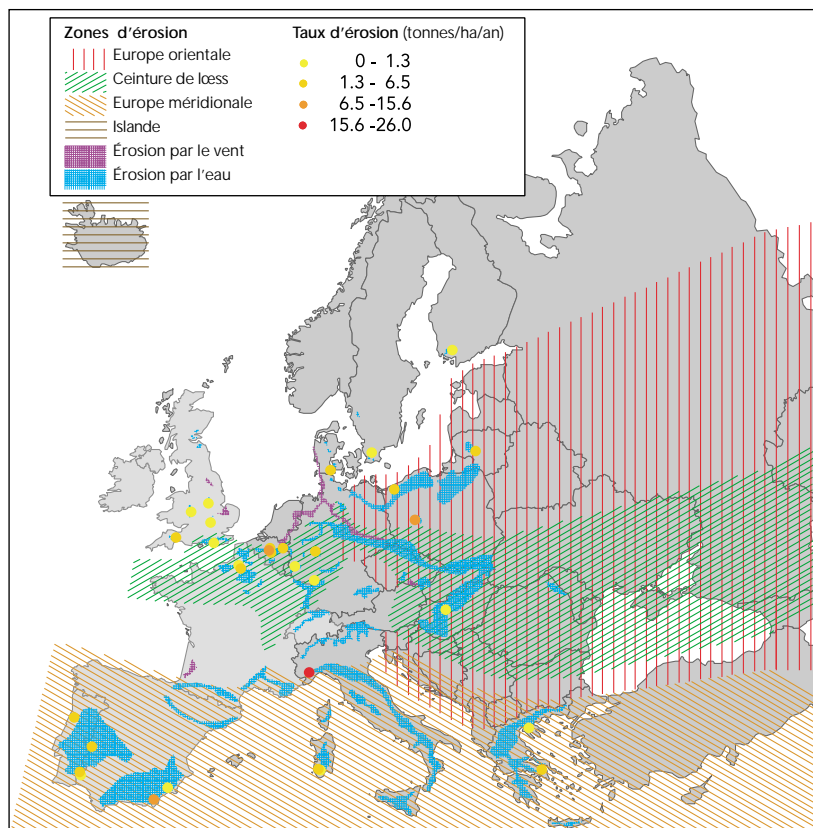 Zones d'érosion
Europe orientale
Ceinture de lœss
Europe méridionale
Islande
Érosion par le vent
Érosion par l'eau
Taux d'érosion (tonnes/ha/an)
0 - 1.3
1.3 - 6.5
6.5 -15.6
15.6 -26.0